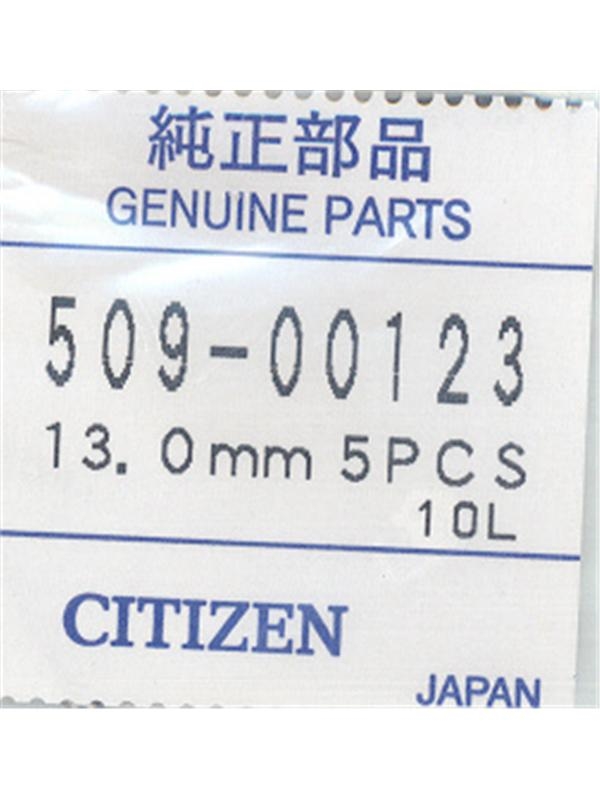 純正部品
GENUINE PARTS
509-00123
13.0mm 5PCS
10L
CITIZEN
JAPAN